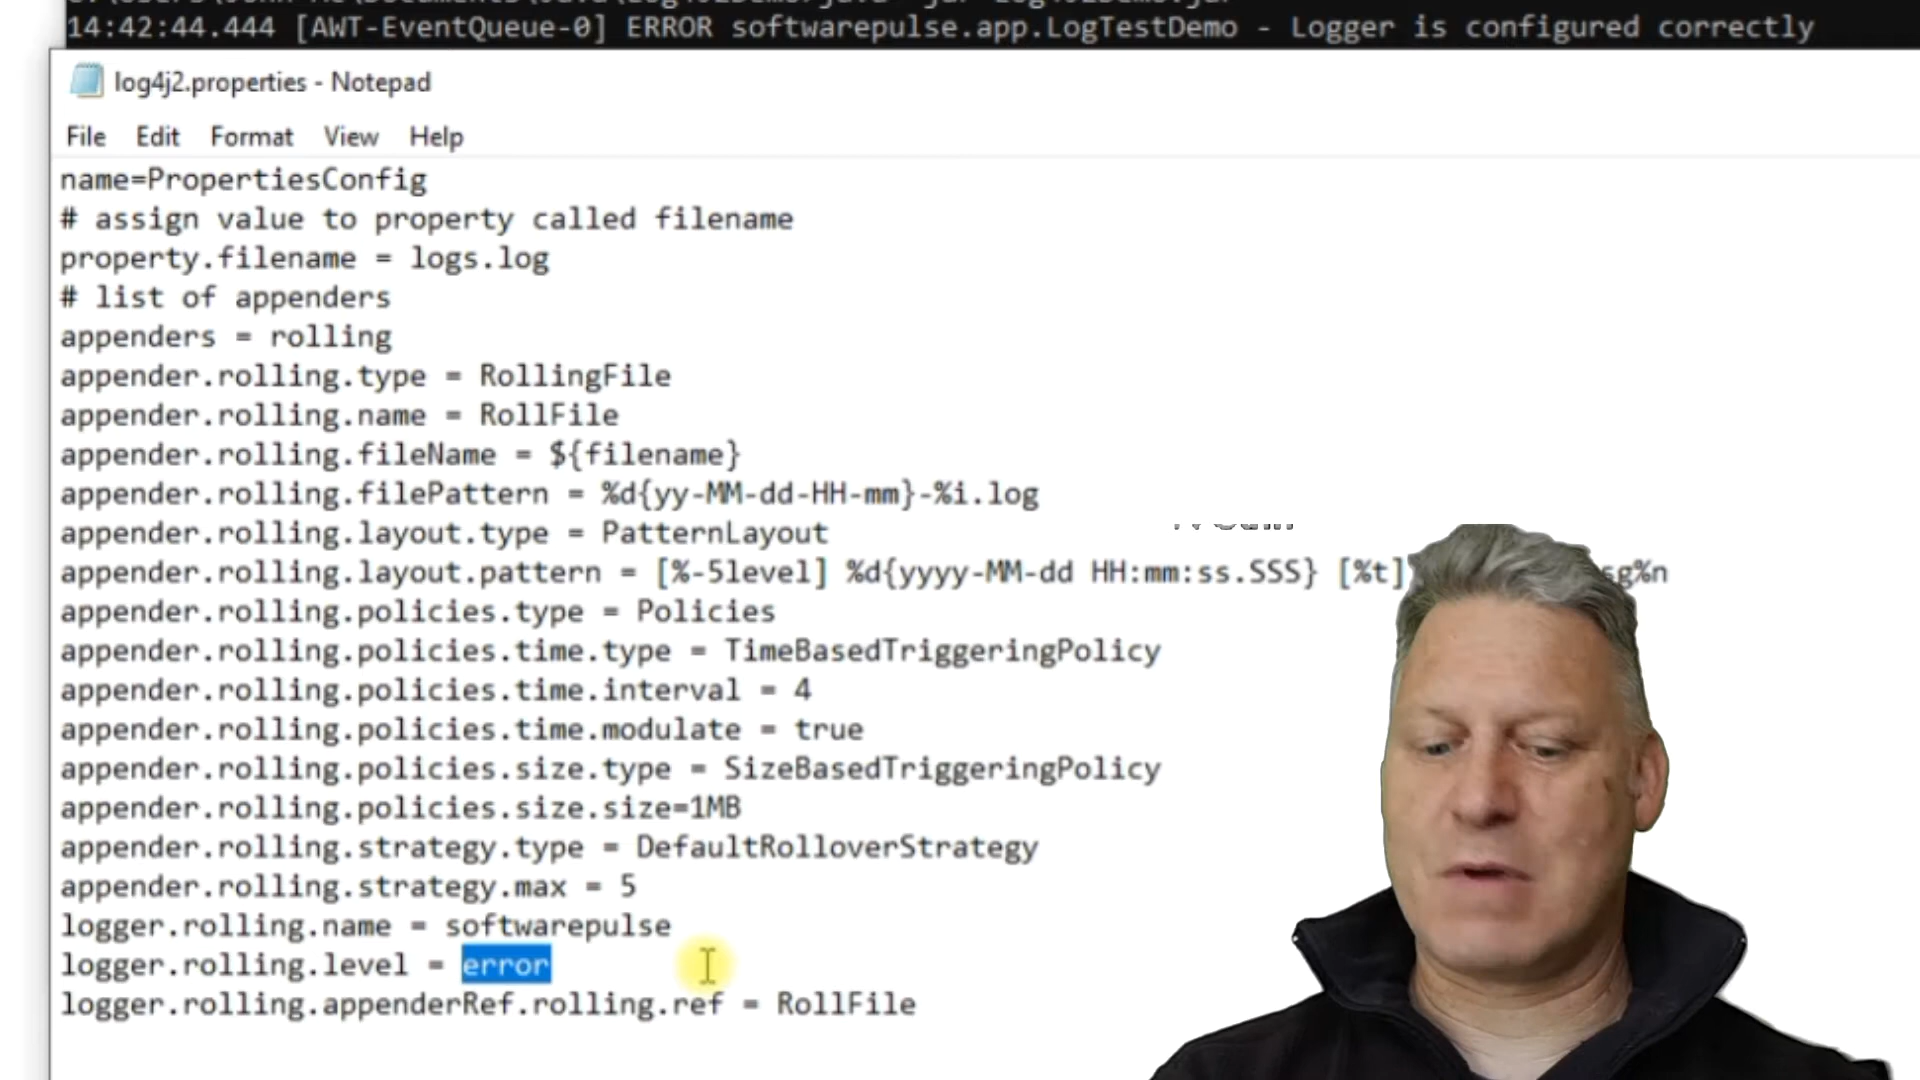 14:42:44.444 [AWT-EventQueue-0] ERROR softwarepulse.app.LogTestDemo - Logger is configured correctly
log4j2.properties - Notepad
File Edit Format View Help
name=PropertiesConfig
# assign value to property called filename
property.filename = logs.log
# list of appenders
appenders = rolling
appender.rolling.type = RollingFile
appender.rolling.name = RollFile
appender.rolling.fileName = ${filename}
appender.rolling.filePattern = %d{yy-MM-dd-HH-mm}-%i.log
appender.rolling.layout.type = PatternLayout
appender.rolling.layout.pattern = [%-5level] %d{yyyy-MM-dd HH:mm:ss.SSS} [%t] sg%n
appender.rolling.policies.type = Policies
appender.rolling.policies.time.type = TimeBasedTriggeringPolicy
appender.rolling.policies.time.interval = 4
appender.rolling.policies.time.modulate = true
appender.rolling.policies.size.type = SizeBasedTriggeringPolicy
appender.rolling.policies.size.size=1MB
appender.rolling.strategy.type = DefaultRolloverStrategy
appender.rolling.strategy.max = 5
logger.rolling.name = softwarepulse
logger.rolling.level = error
logger.rolling.appenderRef.rolling.ref = RollFile